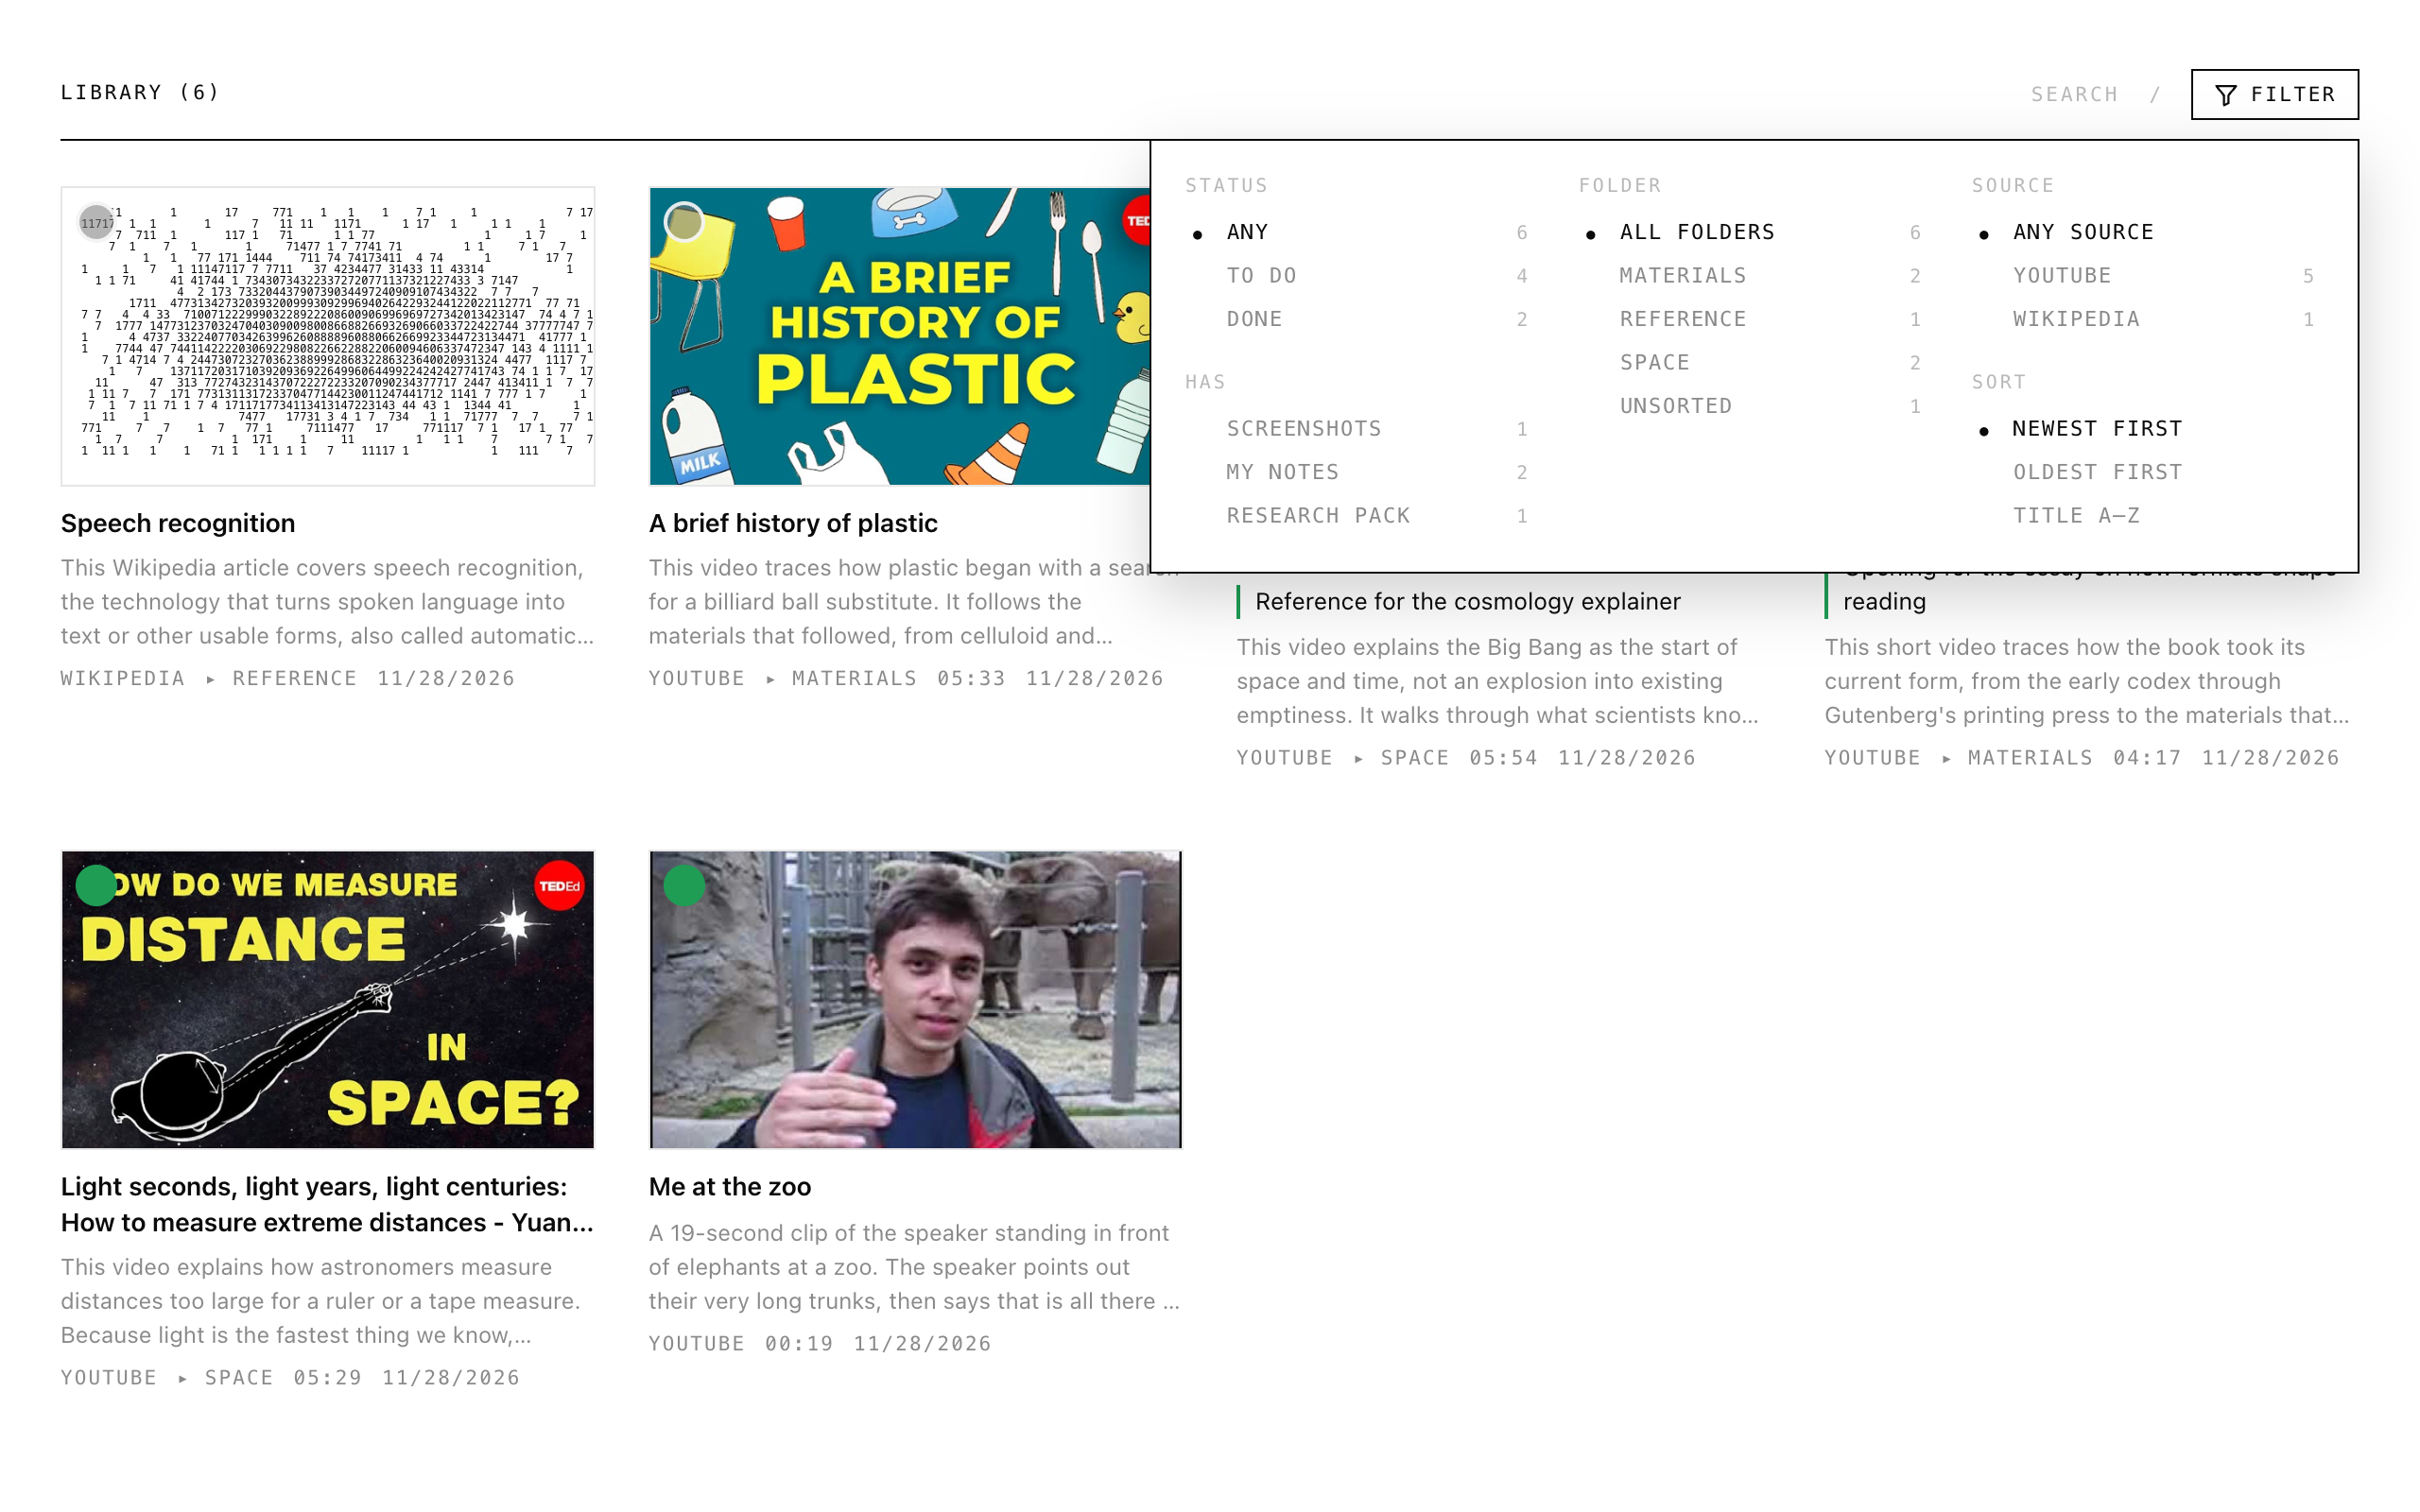 LIBRARY (6)
SEARCH /
FILTER
STATUS
ANY 6
TO DO 4
DONE 2
HAS
SCREENSHOTS 1
MY NOTES 2
RESEARCH PACK 1
FOLDER
ALL FOLDERS 6
MATERIALS 2
REFERENCE 1
SPACE 2
UNSORTED 1
SOURCE
ANY SOURCE
YOUTUBE 5
WIKIPEDIA 1
SORT
NEWEST FIRST
OLDEST FIRST
TITLE A–Z
Speech recognition
This Wikipedia article covers speech recognition,
the technology that turns spoken language into
text or other usable forms, also called automatic...
WIKIPEDIA ▸ REFERENCE 11/28/2026
A BRIEF
HISTORY OF
PLASTIC
MILK
A brief history of plastic
This video traces how plastic began with a search
for a billiard ball substitute. It follows the
materials that followed, from celluloid and...
YOUTUBE ▸ MATERIALS 05:33 11/28/2026
Reference for the cosmology explainer
This video explains the Big Bang as the start of
space and time, not an explosion into existing
emptiness. It walks through what scientists kno...
YOUTUBE ▸ SPACE 05:54 11/28/2026
reading
This short video traces how the book took its
current form, from the early codex through
Gutenberg's printing press to the materials that...
YOUTUBE ▸ MATERIALS 04:17 11/28/2026
OW DO WE MEASURE
DISTANCE
IN
SPACE?
TEDEd
Light seconds, light years, light centuries:
How to measure extreme distances - Yuan...
This video explains how astronomers measure
distances too large for a ruler or a tape measure.
Because light is the fastest thing we know,...
YOUTUBE ▸ SPACE 05:29 11/28/2026
Me at the zoo
A 19-second clip of the speaker standing in front
of elephants at a zoo. The speaker points out
their very long trunks, then says that is all there ...
YOUTUBE 00:19 11/28/2026